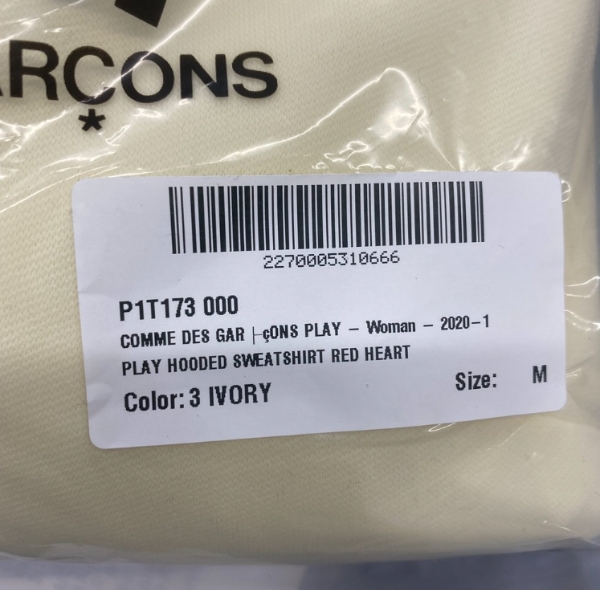 ARÇONS
*
2270005310666
P1T173 000
COMME DES GAR ├çONS PLAY - Woman - 2020-1
PLAY HOODED SWEATSHIRT RED HEART
Color: 3 IVORY Size: M